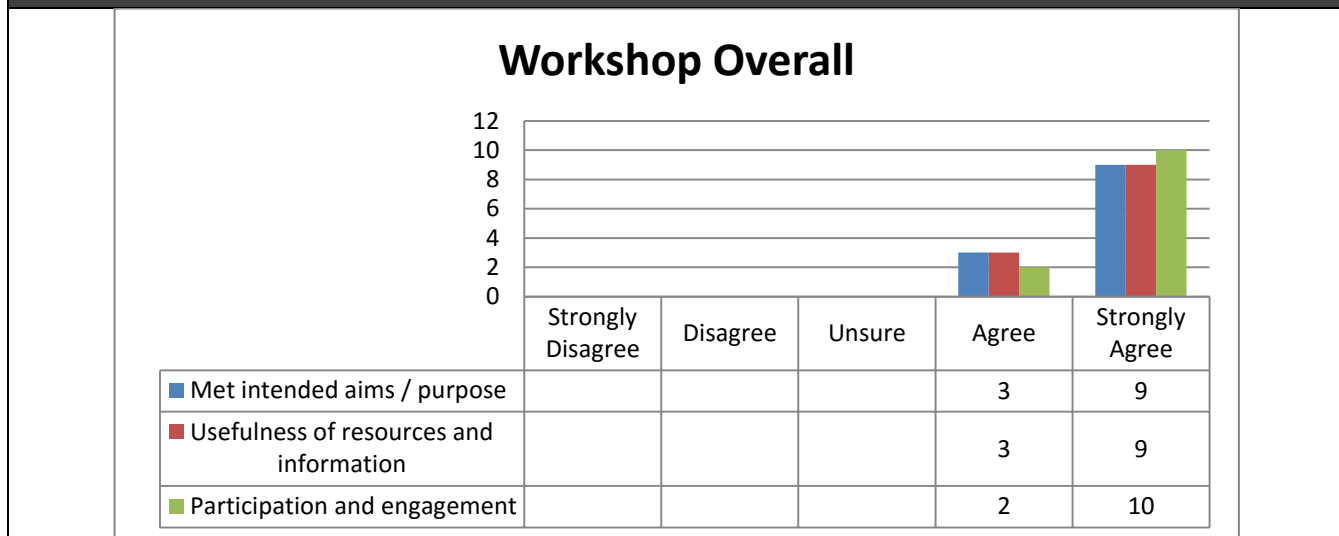 Workshop Overall
12
10
8
6
4
2
0
Strongly Disagree Unsure Agree Strongly
Disagree Agree
Met intended aims / purpose 3 9
Usefulness of resources and
information 3 9
Participation and engagement 2 10